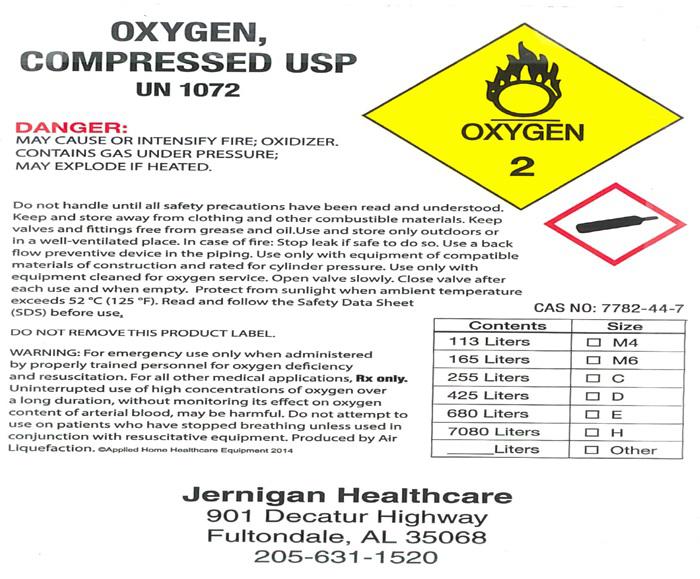 OXYGEN,
COMPRESSED USP
UN 1072
OXYGEN
2
DANGER:
MAY CAUSE OR INTENSIFY FIRE; OXIDIZER.
CONTAINS GAS UNDER PRESSURE;
MAY EXPLODE IF HEATED.
Do not handle until all safety precautions have been read and understood.
Keep and store away from clothing and other combustible materials. Keep
valves and fittings free from grease and oil.Use and store only outdoors or
in a well-ventilated place. In case of fire: Stop leak if safe to do so. Use a back
flow preventive device in the piping. Use only with equipment of compatible
materials of construction and rated for cylinder pressure. Use only with
equipment cleaned for oxygen service. Open valve slowly. Close valve after
each use and when empty. Protect from sunlight when ambient temperature
exceeds 52 °C (125 °F). Read and follow the Safety Data Sheet
(SDS) before use.
DO NOT REMOVE THIS PRODUCT LABEL.
WARNING: For emergency use only when administered
by properly trained personnel for oxygen deficiency
and resuscitation. For all other medical applications, Rx only.
Uninterrupted use of high concentrations of oxygen over
a long duration, without monitoring its effect on oxygen
content of arterial blood, may be harmful. Do not attempt to
use on patients who have stopped breathing unless used in
conjunction with resuscitative equipment. Produced by Air
Liquefaction. ©Applied Home Healthcare Equipment 2014
CAS NO: 7782-44-7
Contents Size
113 Liters ☐ M4
165 Liters ☐ M6
255 Liters ☐ C
425 Liters ☐ D
680 Liters ☐ E
7080 Liters ☐ H
_____Liters ☐ Other
Jernigan Healthcare
901 Decatur Highway
Fultondale, AL 35068
205-631-1520